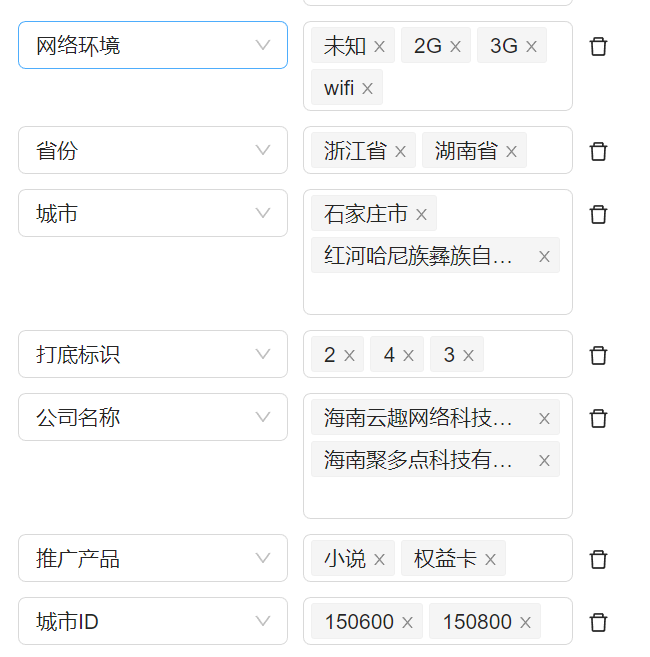 网络环境 未知 2G 3G
wifi
省份 浙江省 湖南省
城市 石家庄市
红河哈尼族彝族自...
打底标识 2 4 3
公司名称 海南云趣网络科技...
海南聚多点科技有...
推广产品 小说 权益卡
城市ID 150600 150800